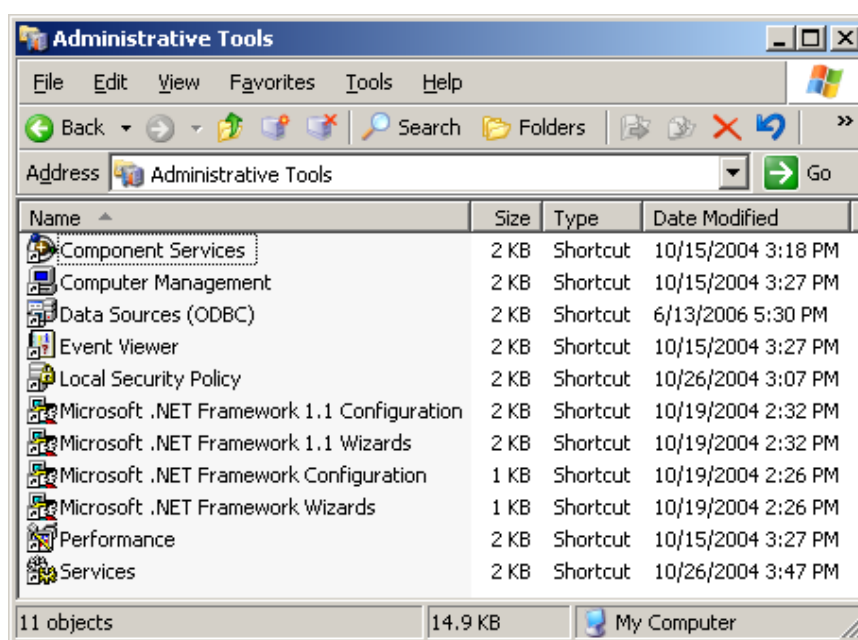 Administrative Tools
File Edit View Favorites Tools Help
Back Search Folders »
Address Administrative Tools Go
Name Size Type Date Modified
Component Services 2 KB Shortcut 10/15/2004 3:18 PM
Computer Management 2 KB Shortcut 10/15/2004 3:27 PM
Data Sources (ODBC) 2 KB Shortcut 6/13/2006 5:30 PM
Event Viewer 2 KB Shortcut 10/15/2004 3:27 PM
Local Security Policy 2 KB Shortcut 10/26/2004 3:07 PM
Microsoft .NET Framework 1.1 Configuration 2 KB Shortcut 10/19/2004 2:32 PM
Microsoft .NET Framework 1.1 Wizards 2 KB Shortcut 10/19/2004 2:32 PM
Microsoft .NET Framework Configuration 1 KB Shortcut 10/19/2004 2:26 PM
Microsoft .NET Framework Wizards 1 KB Shortcut 10/19/2004 2:26 PM
Performance 2 KB Shortcut 10/15/2004 3:27 PM
Services 2 KB Shortcut 10/26/2004 3:47 PM
11 objects 14.9 KB My Computer